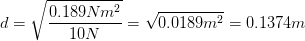 d = √(0.189Nm²/10N) = √0.0189m² = 0.1374m